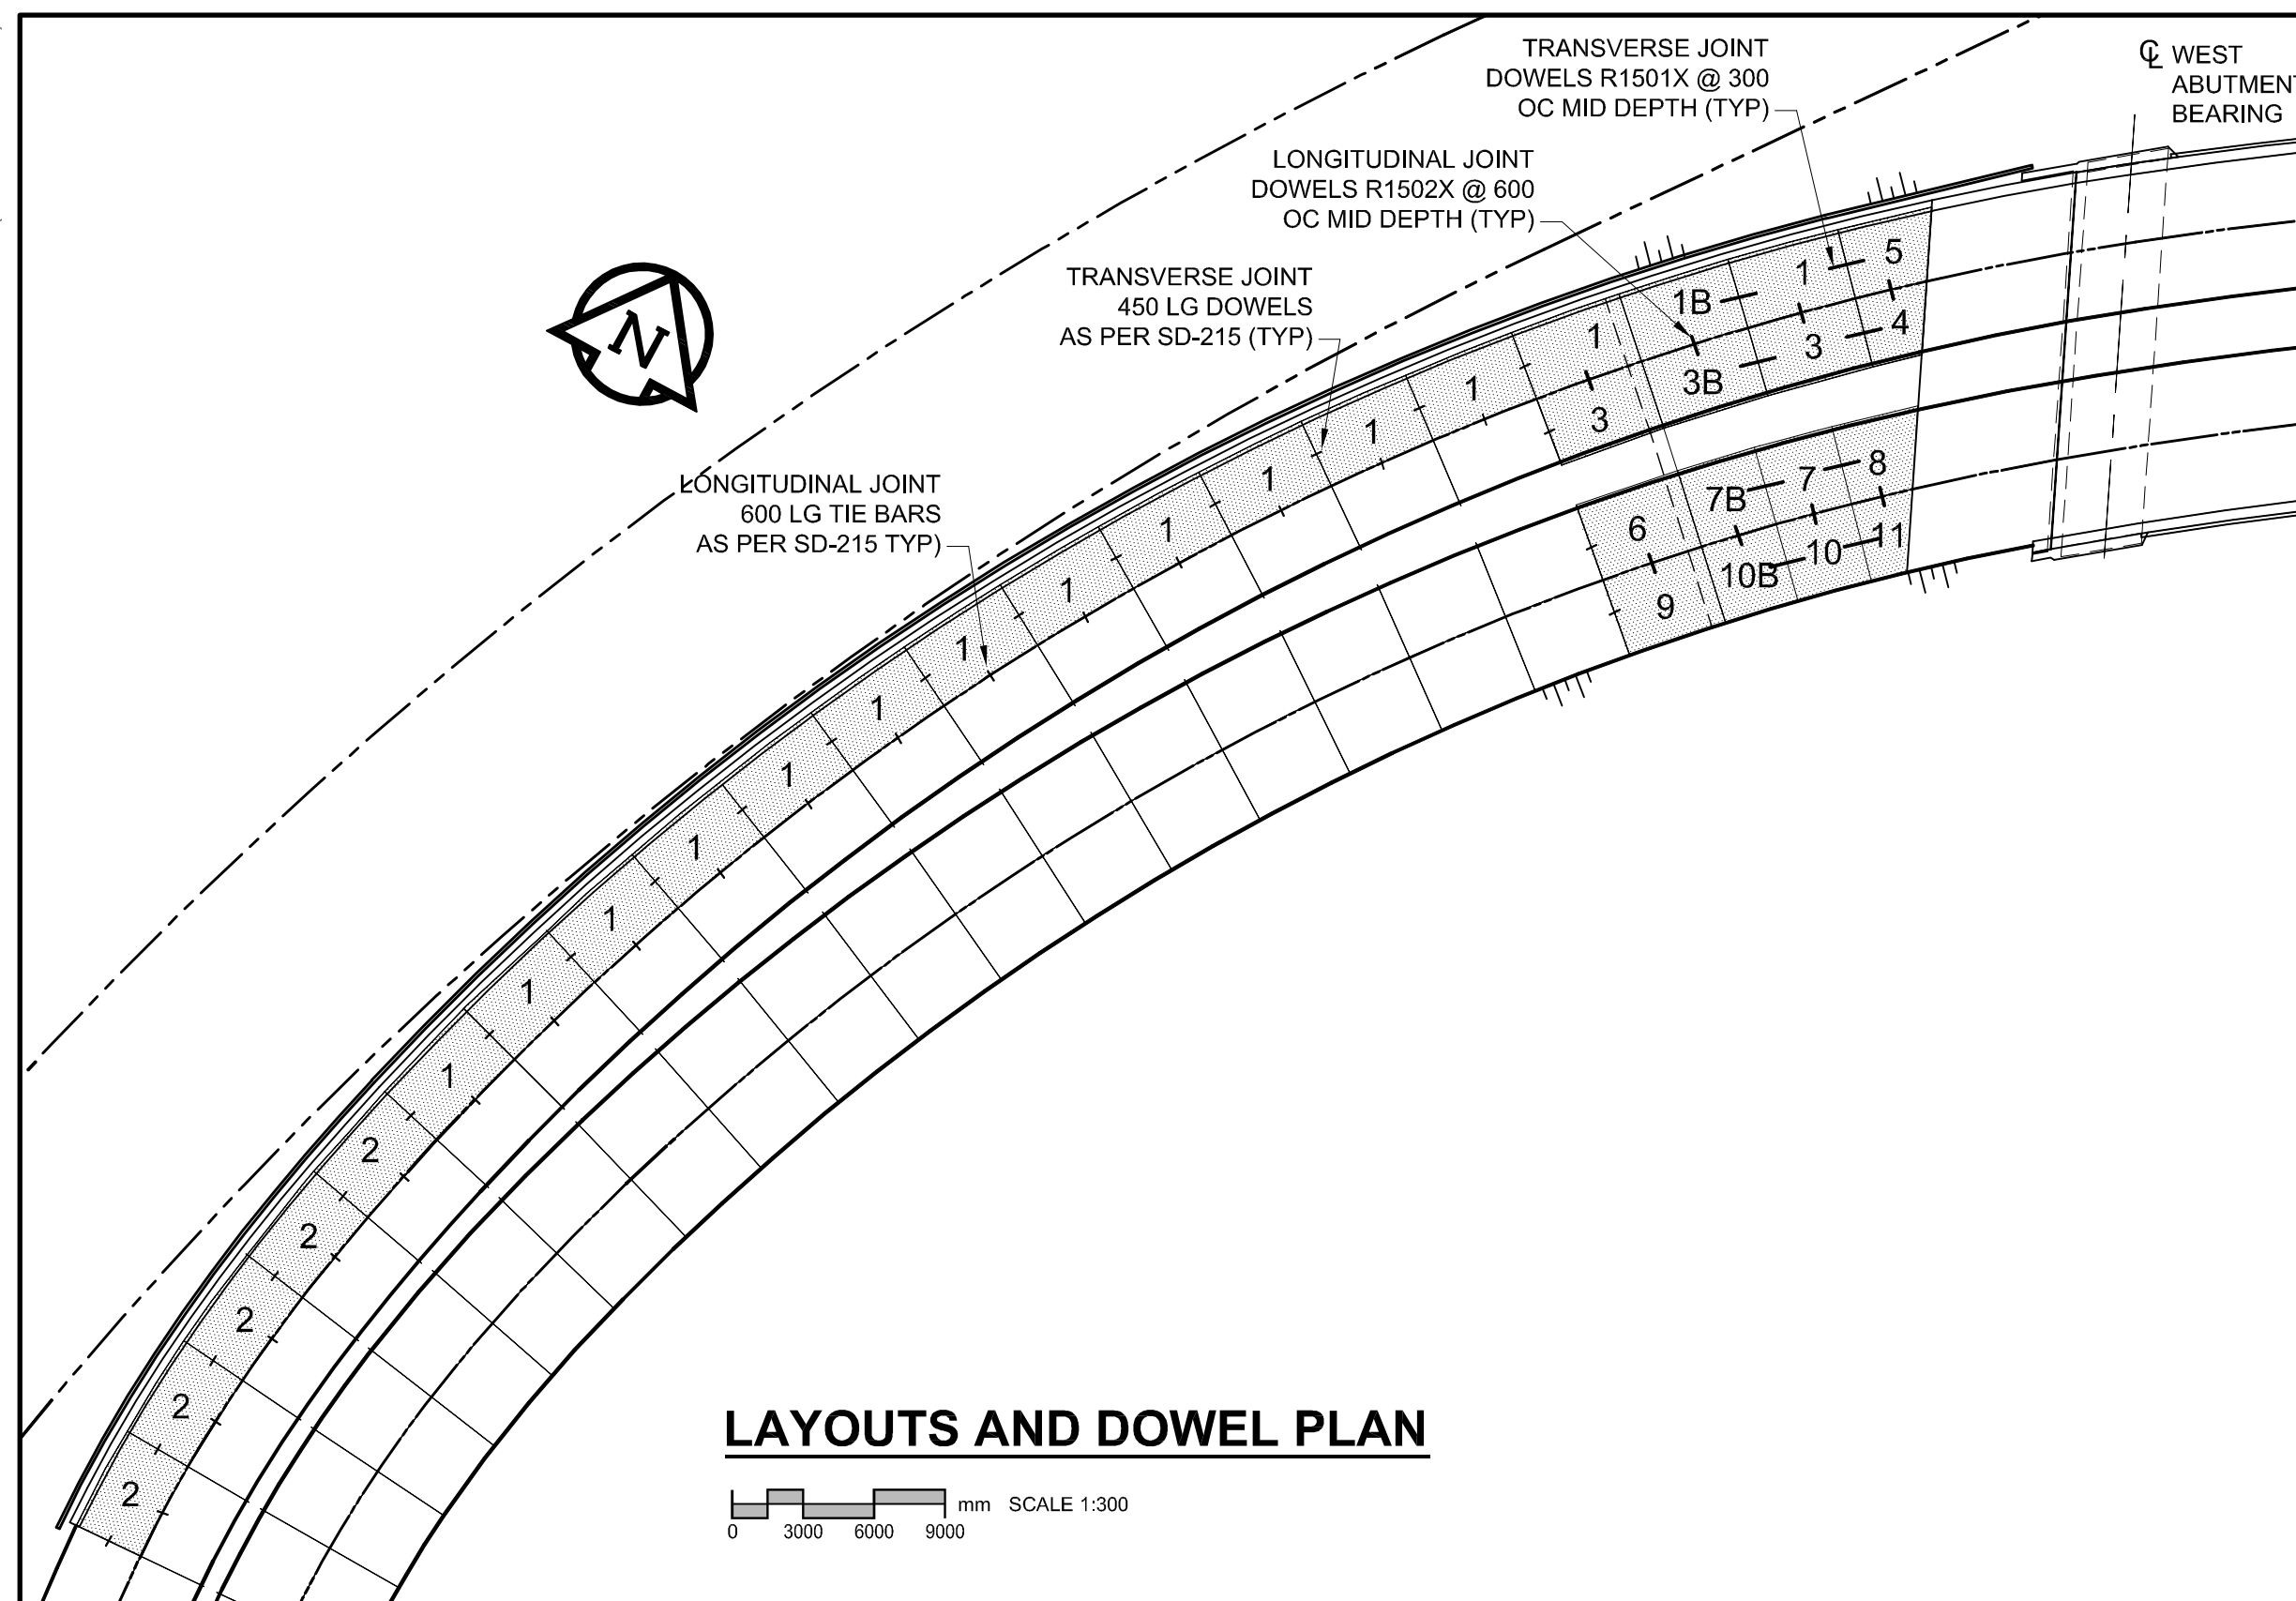 TRANSVERSE JOINT
DOWELS R1501X @ 300
OC MID DEPTH (TYP)
℄ WEST
ABUTMENT
BEARING
LONGITUDINAL JOINT
DOWELS R1502X @ 600
OC MID DEPTH (TYP)
TRANSVERSE JOINT
450 LG DOWELS
AS PER SD-215 (TYP)
LONGITUDINAL JOINT
600 LG TIE BARS
AS PER SD-215 TYP)
N
5
1
1B
4
3
3B
1
3
1
1
1
1
1
1
1
1
1
1
1
1
2
2
2
2
2
8
7
7B
6
11
10
10B
9
LAYOUTS AND DOWEL PLAN
mm SCALE 1:300
0 3000 6000 9000